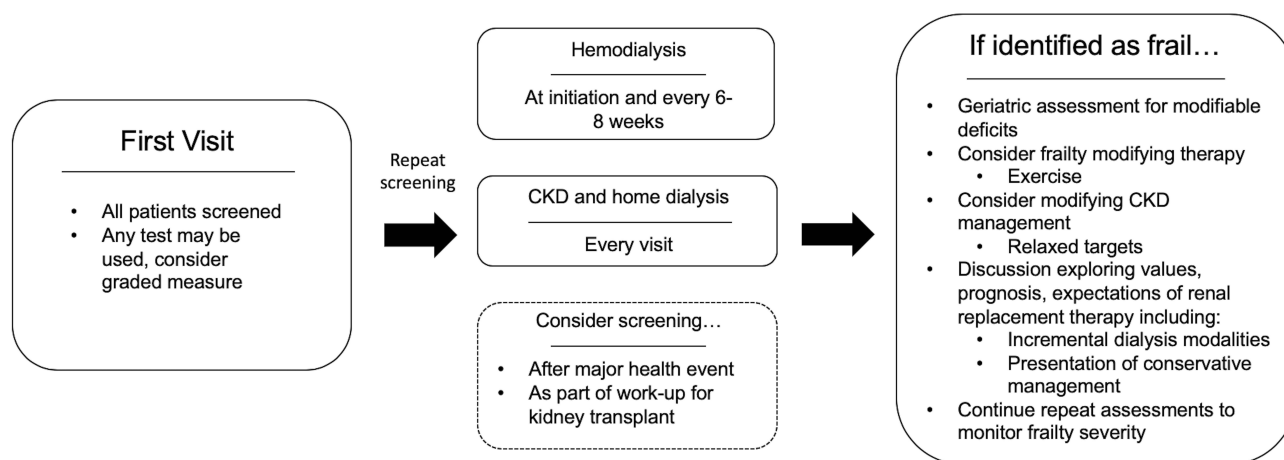 First Visit
• All patients screened
• Any test may be
used, consider
graded measure
Repeat
screening
Hemodialysis
At initiation and every 6-
8 weeks
CKD and home dialysis
Every visit
Consider screening…
• After major health event
• As part of work-up for
kidney transplant
If identified as frail…
• Geriatric assessment for modifiable
deficits
• Consider frailty modifying therapy
• Exercise
• Consider modifying CKD
management
• Relaxed targets
• Discussion exploring values,
prognosis, expectations of renal
replacement therapy including:
• Incremental dialysis modalities
• Presentation of conservative
management
• Continue repeat assessments to
monitor frailty severity